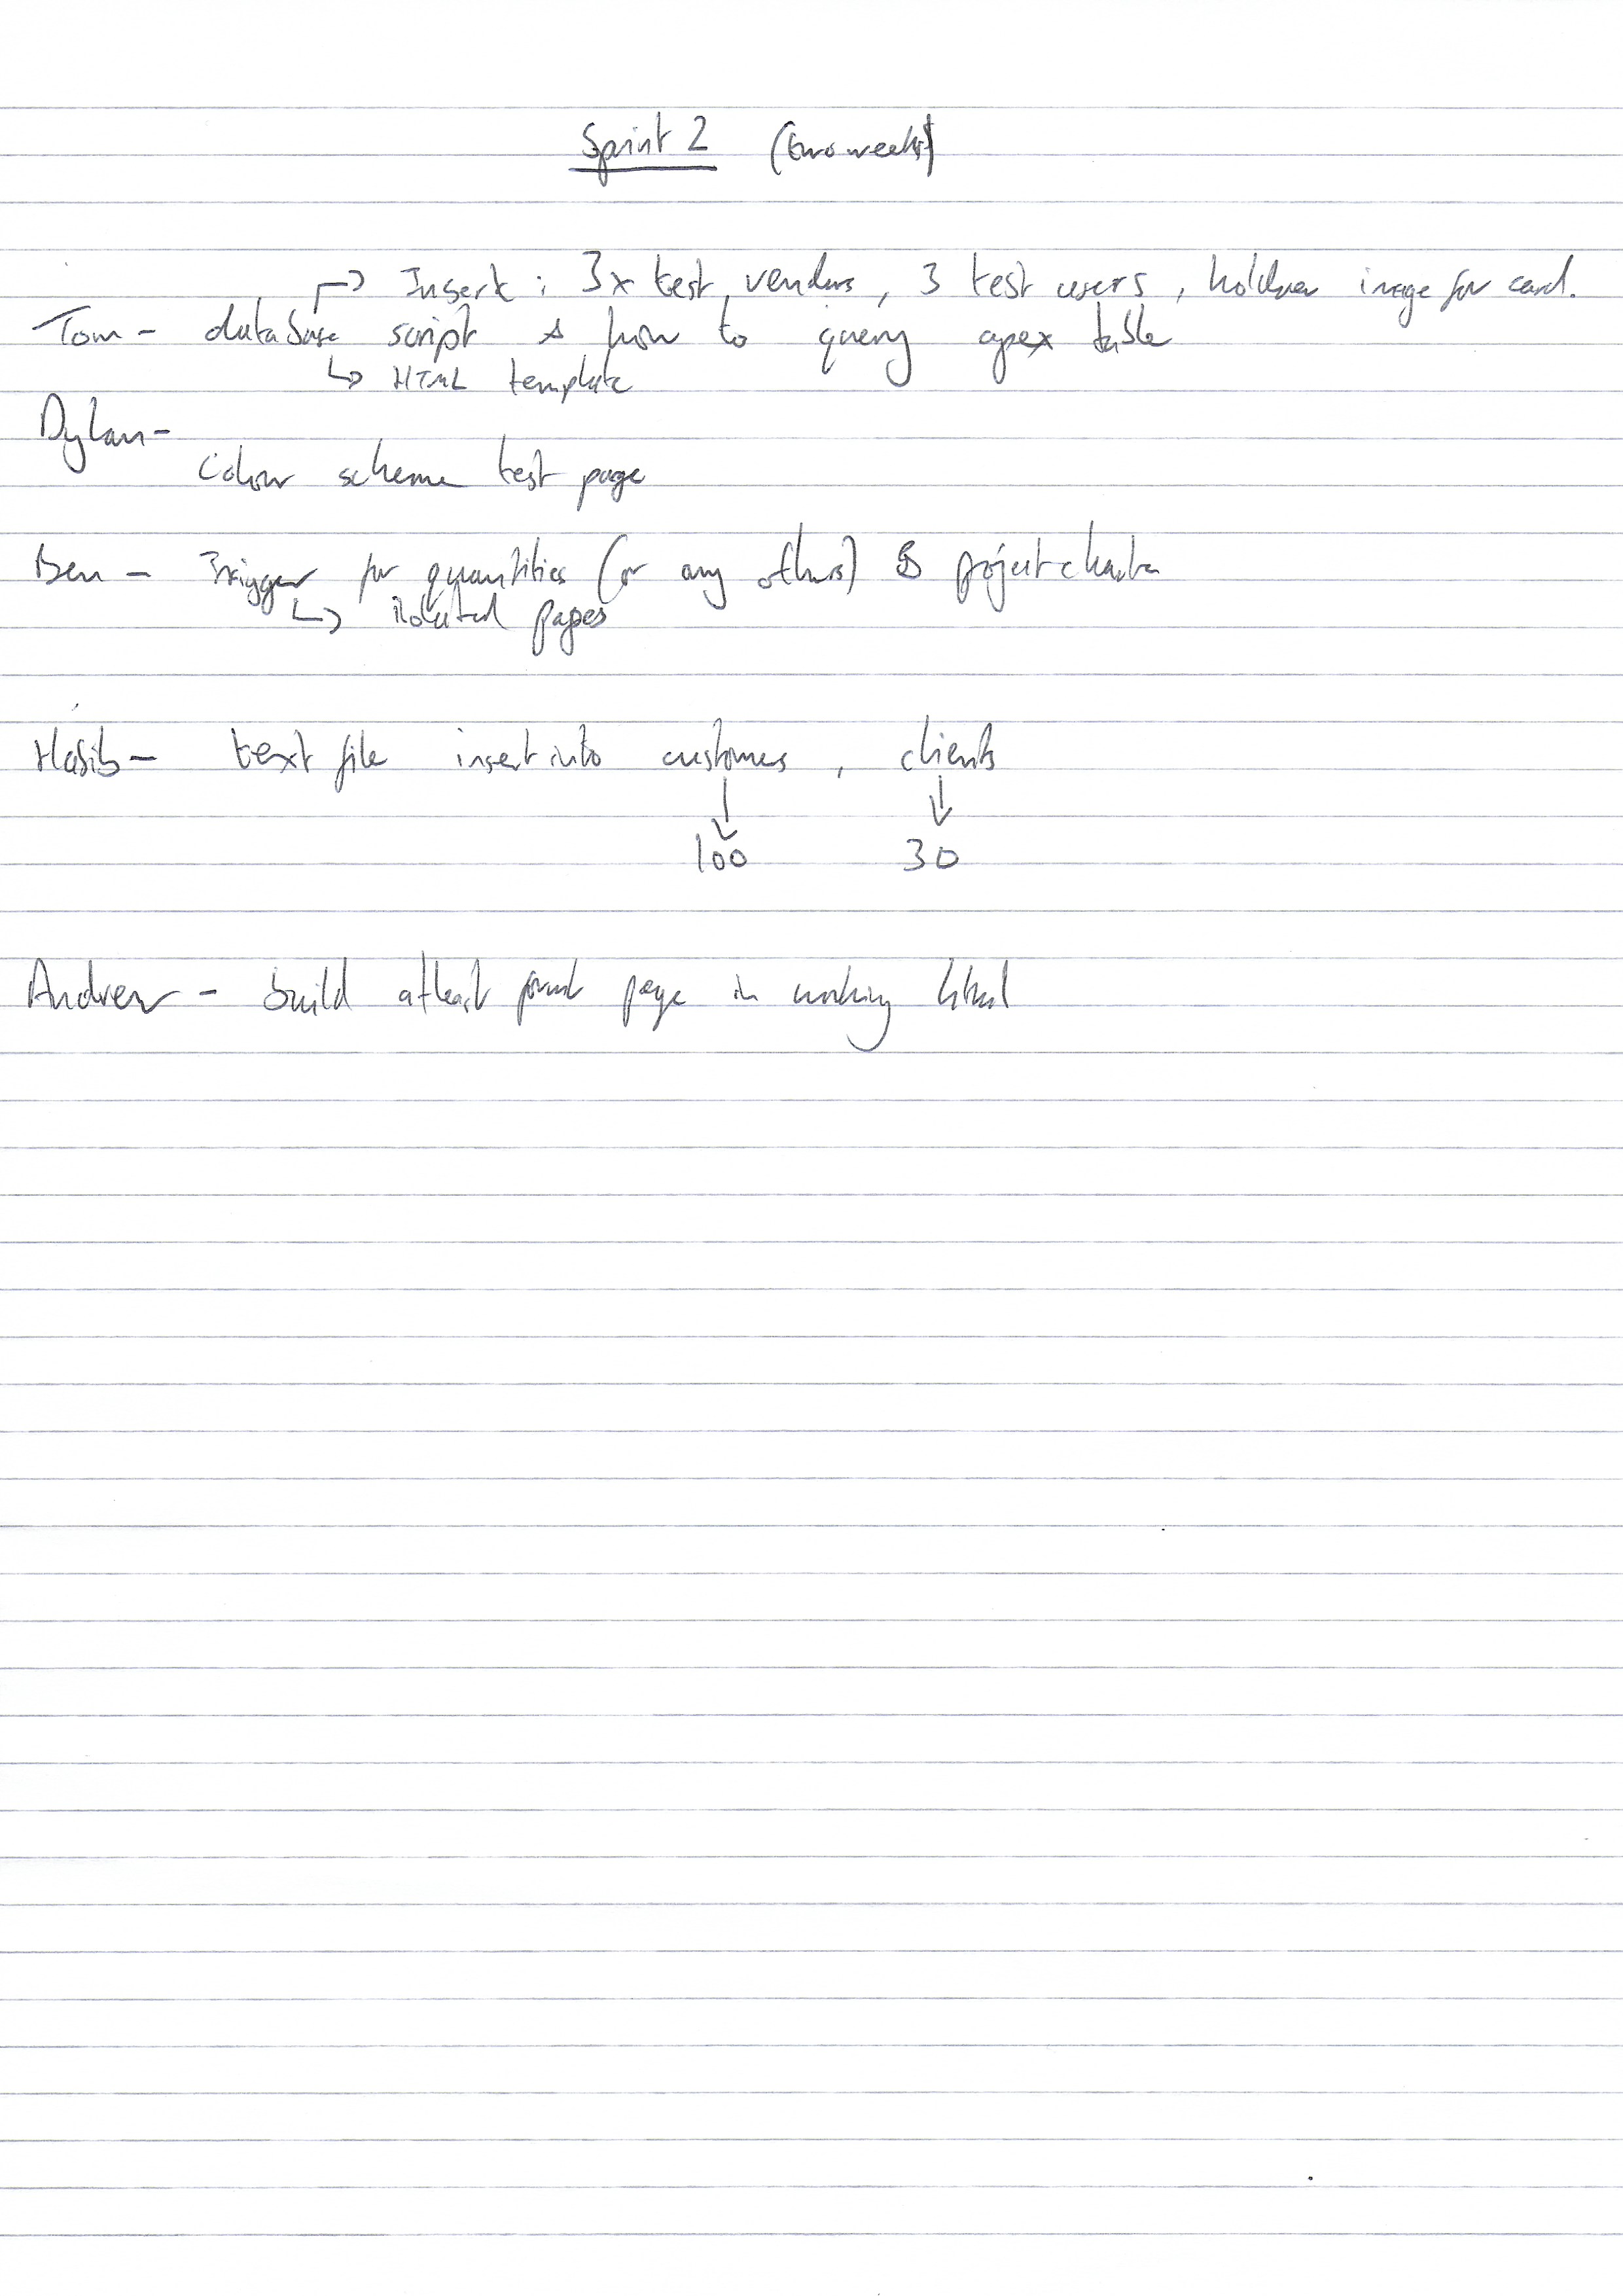 Sprint 2 (two weeks)
↱ Insert : 3x test vendors , 3 test users , holder image for card.
Tom - database script & how to query apex table
↳ HTML template
Dylan -
Colour scheme test page
Ben - Trigger for quantities (or any others) & project charter
↳ isolated pages
Hasib - text file insert into customers , clients
↓ ↓
100 30
Andrew - build atleast front page in working